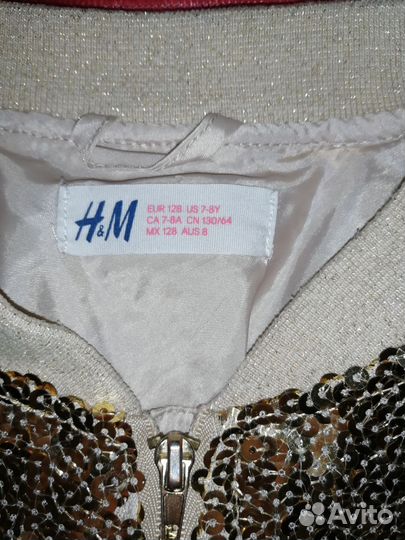 H&M
EUR 128 US 7-8Y
CA 7-8A CN 130/64
MX 128 AUS 8
Avito